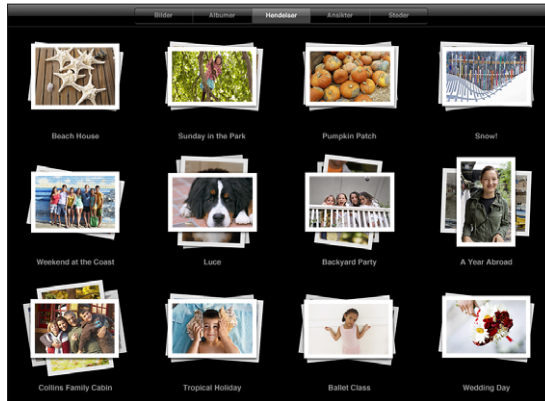 Bilder Albumer Hendelser Ansikter Steder
Beach House Sunday in the Park Pumpkin Patch Snow!
Weekend at the Coast Luce Backyard Party A Year Abroad
Collins Family Cabin Tropical Holiday Ballet Class Wedding Day